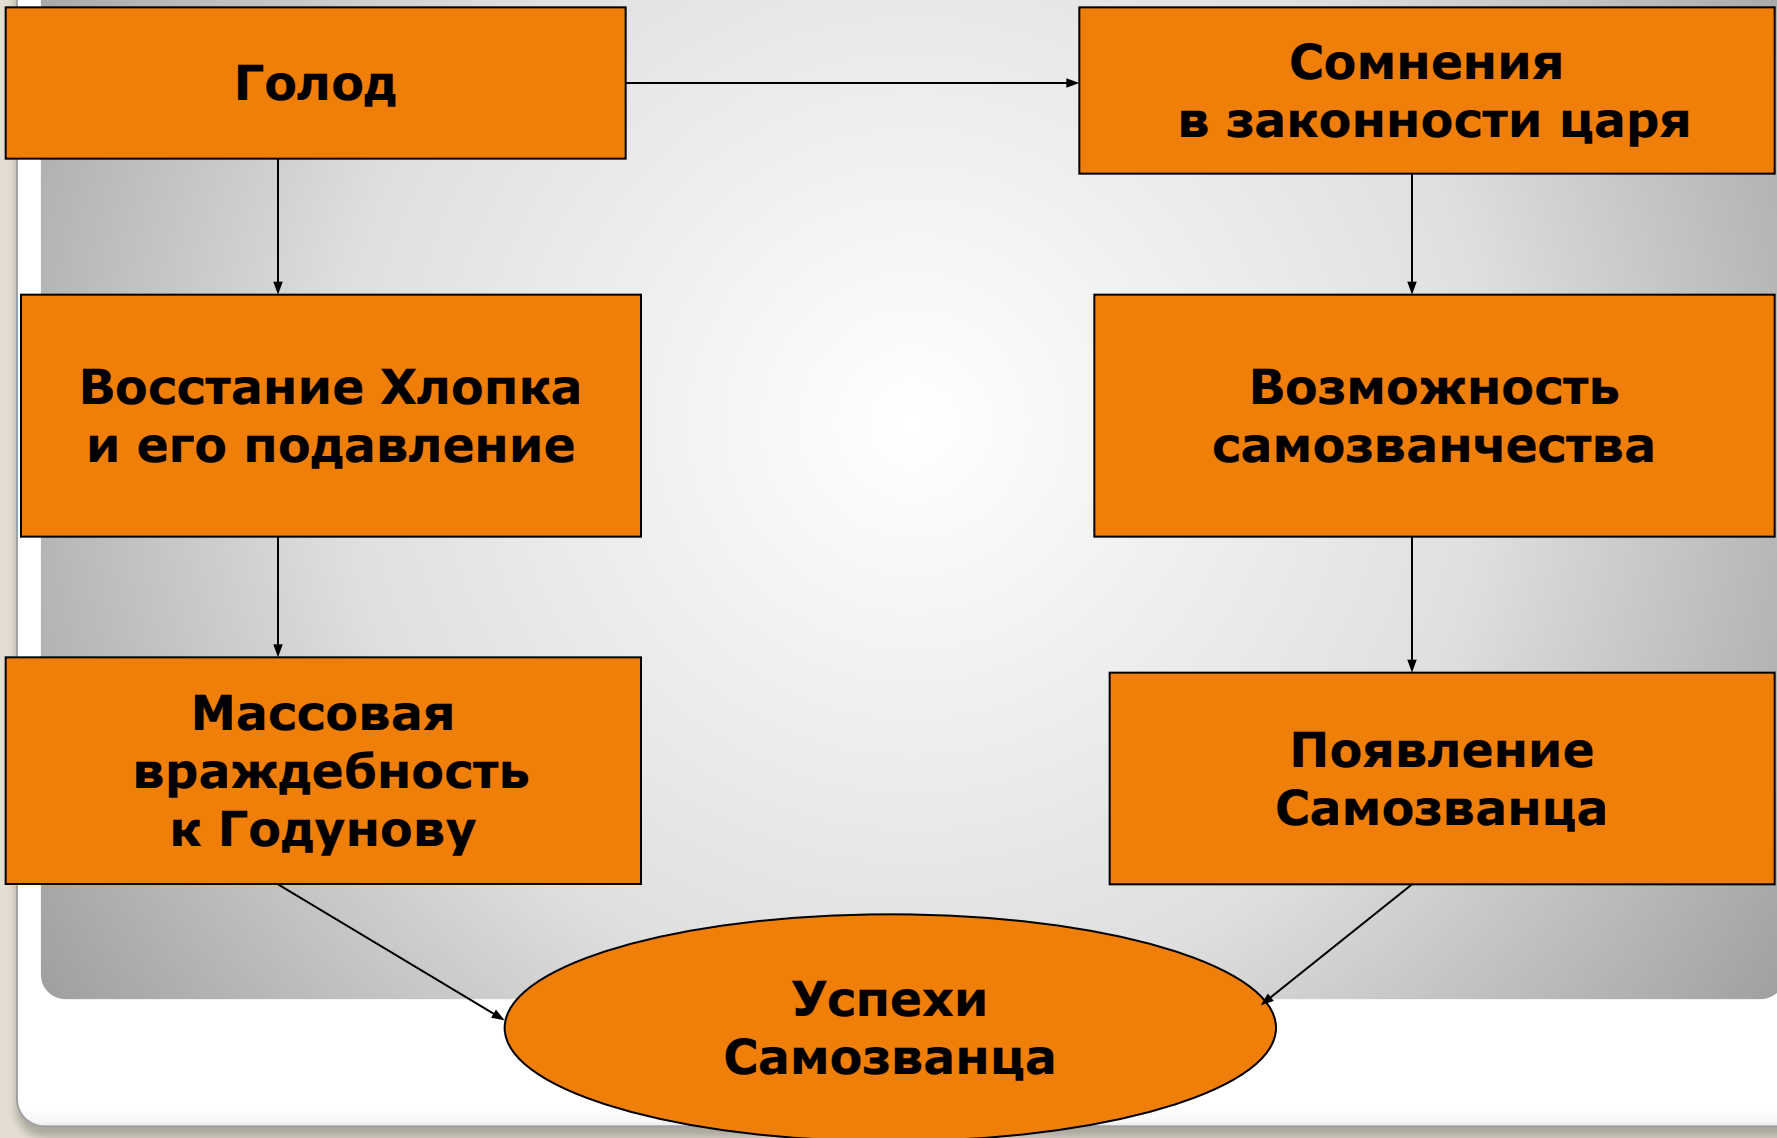 Голод
Сомнения
в законности царя
Восстание Хлопка
и его подавление
Возможность
самозванчества
Массовая
враждебность
к Годунову
Появление
Самозванца
Успехи
Самозванца